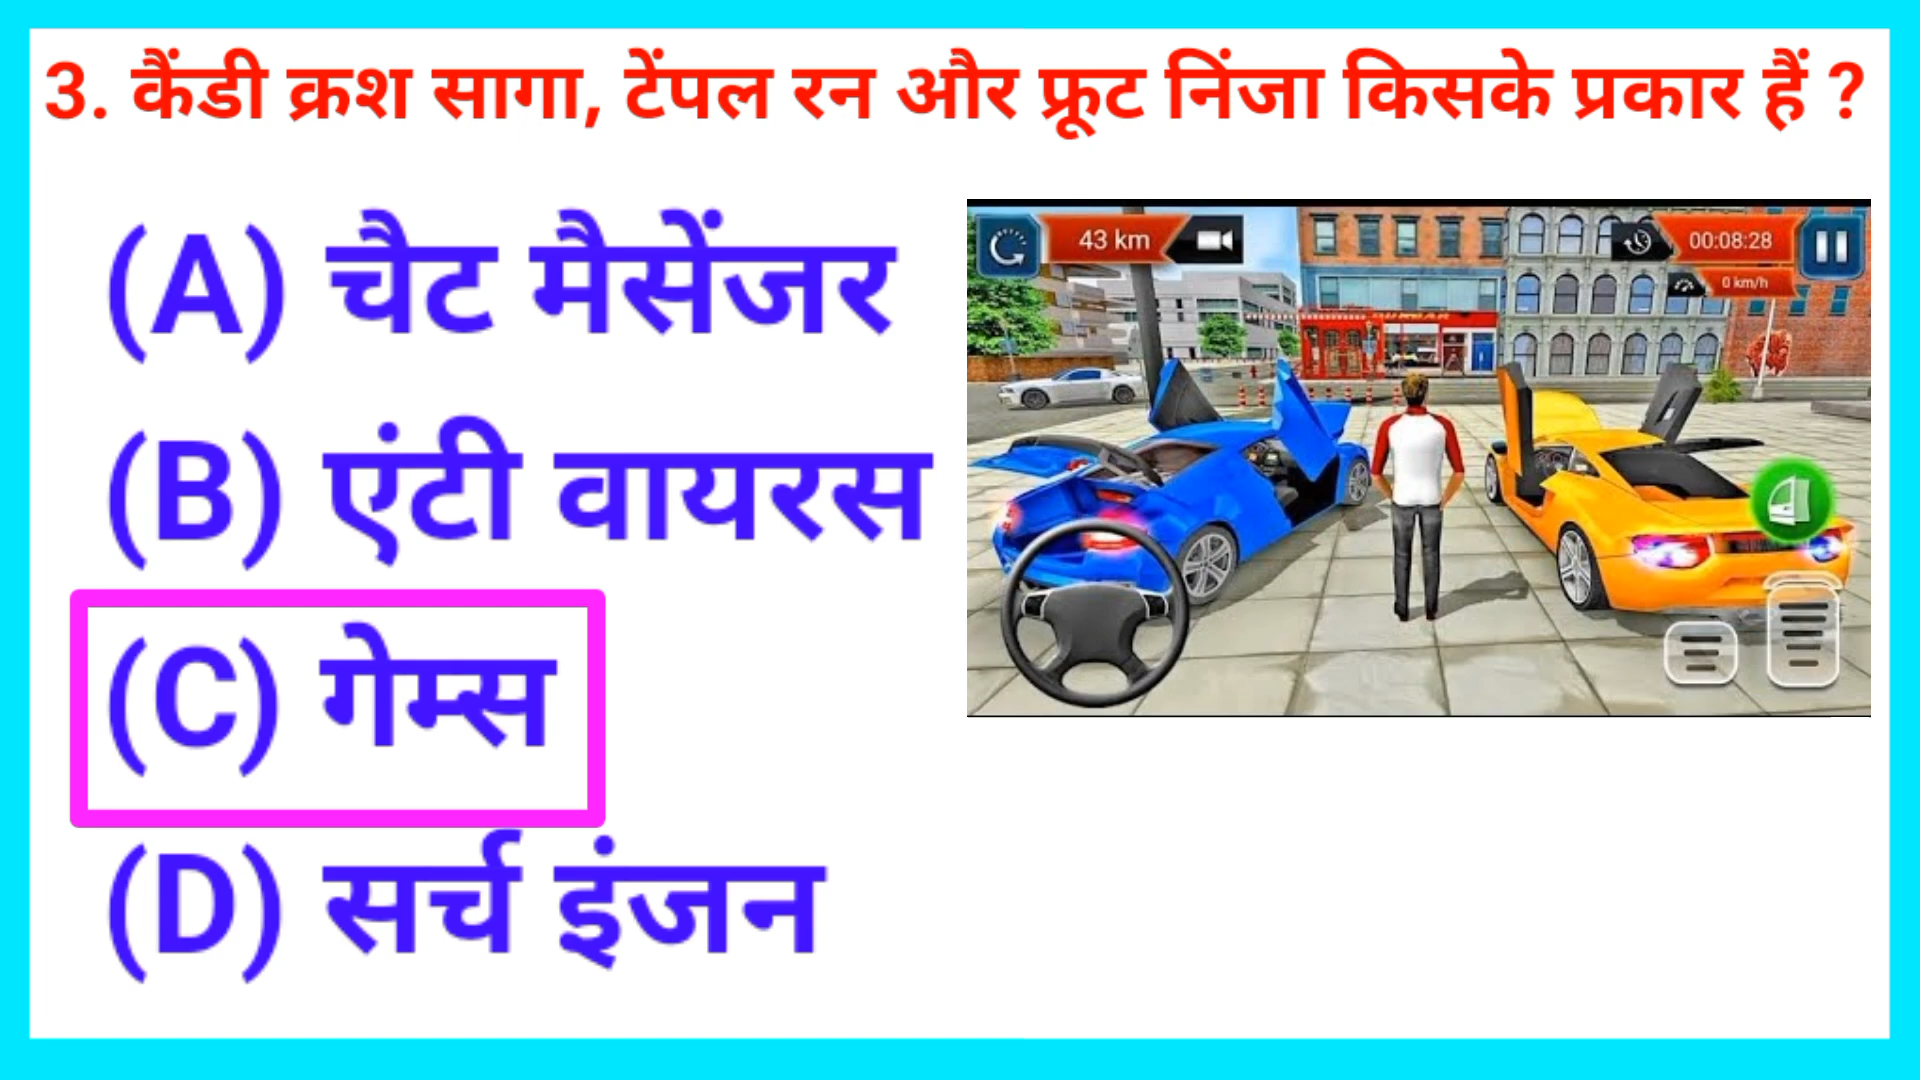 3. कैंडी क्रश सागा, टेंपल रन और फ्रूट निंजा किसके प्रकार हैं ?
(A) चैट मैसेंजर
(B) एंटी वायरस
(C) गेम्स
(D) सर्च इंजन
43 km
00:08:28
0 km/h